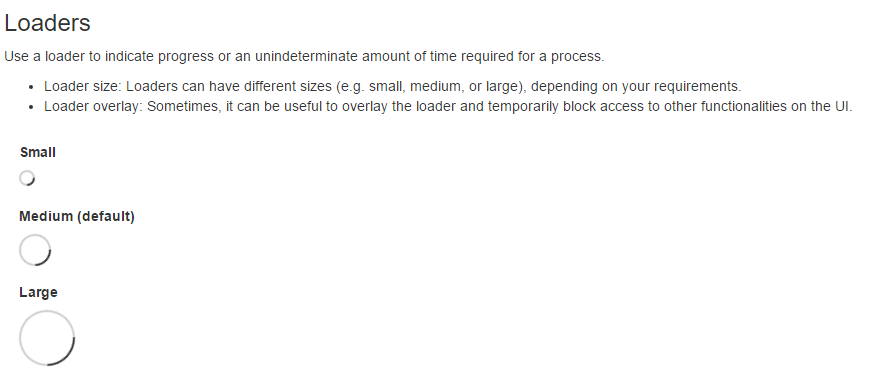 Loaders
Use a loader to indicate progress or an unindeterminate amount of time required for a process.
• Loader size: Loaders can have different sizes (e.g. small, medium, or large), depending on your requirements.
• Loader overlay: Sometimes, it can be useful to overlay the loader and temporarily block access to other functionalities on the UI.
Small
Medium (default)
Large